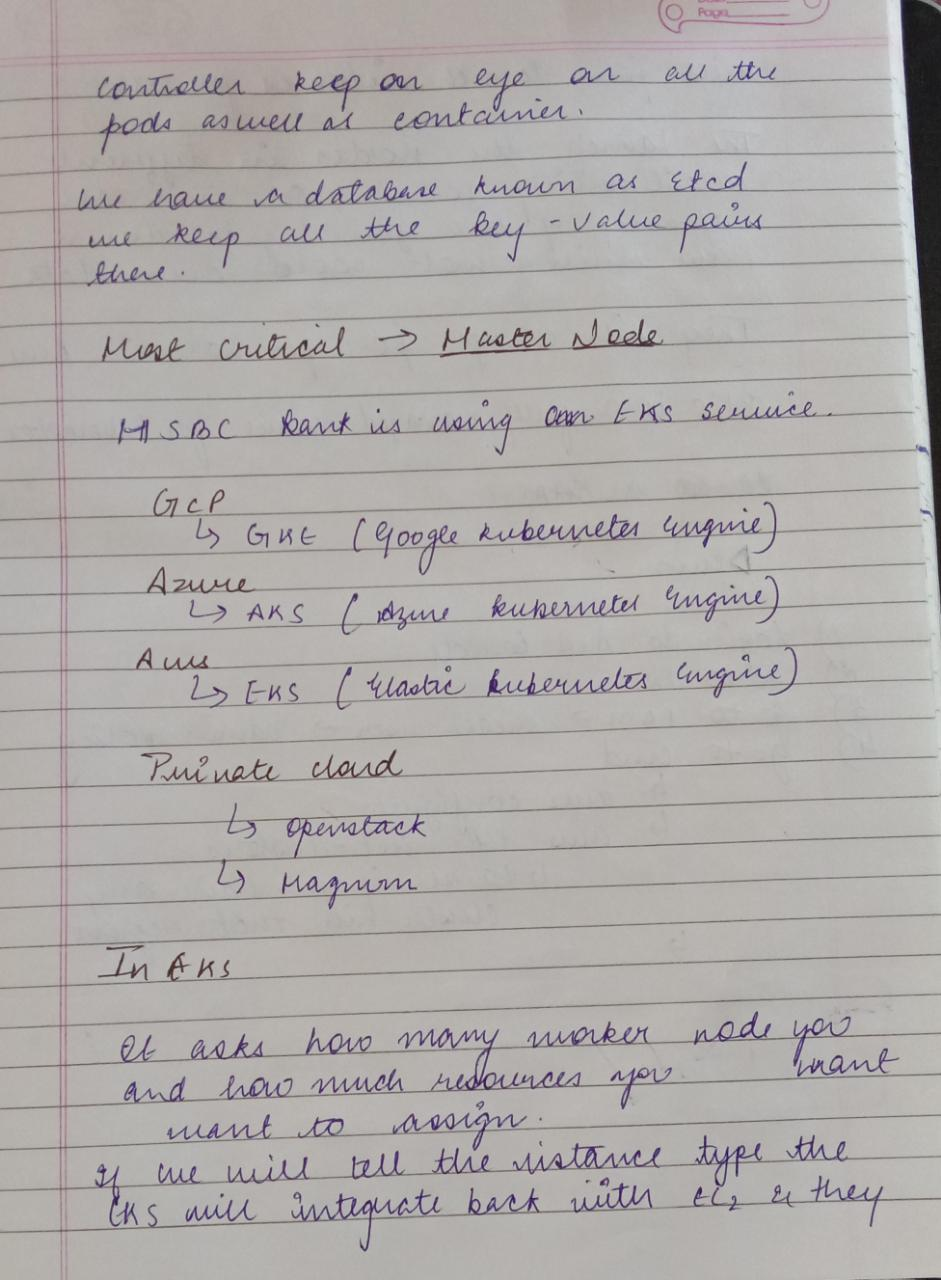 Page
controller keep an eye on all the
pods aswell as container.
we have a database known as Etcd
we keep all the key-value pairs
there.
Most critical → Master Node
HSBC Bank is using an EKS service.
GCP
↳ GKE (Google kubernetes Engine)
Azure
↳ AKS (Azure kubernetes Engine)
Aws
↳ EKS (Elastic kubernetes Engine)
Private cloud
↳ openstack
↳ Magnum
In EKS
It asks how many worker node you
and how much resources you want
want to assign.
If we will tell the instance type the
EKS will integrate back with EC2 & they